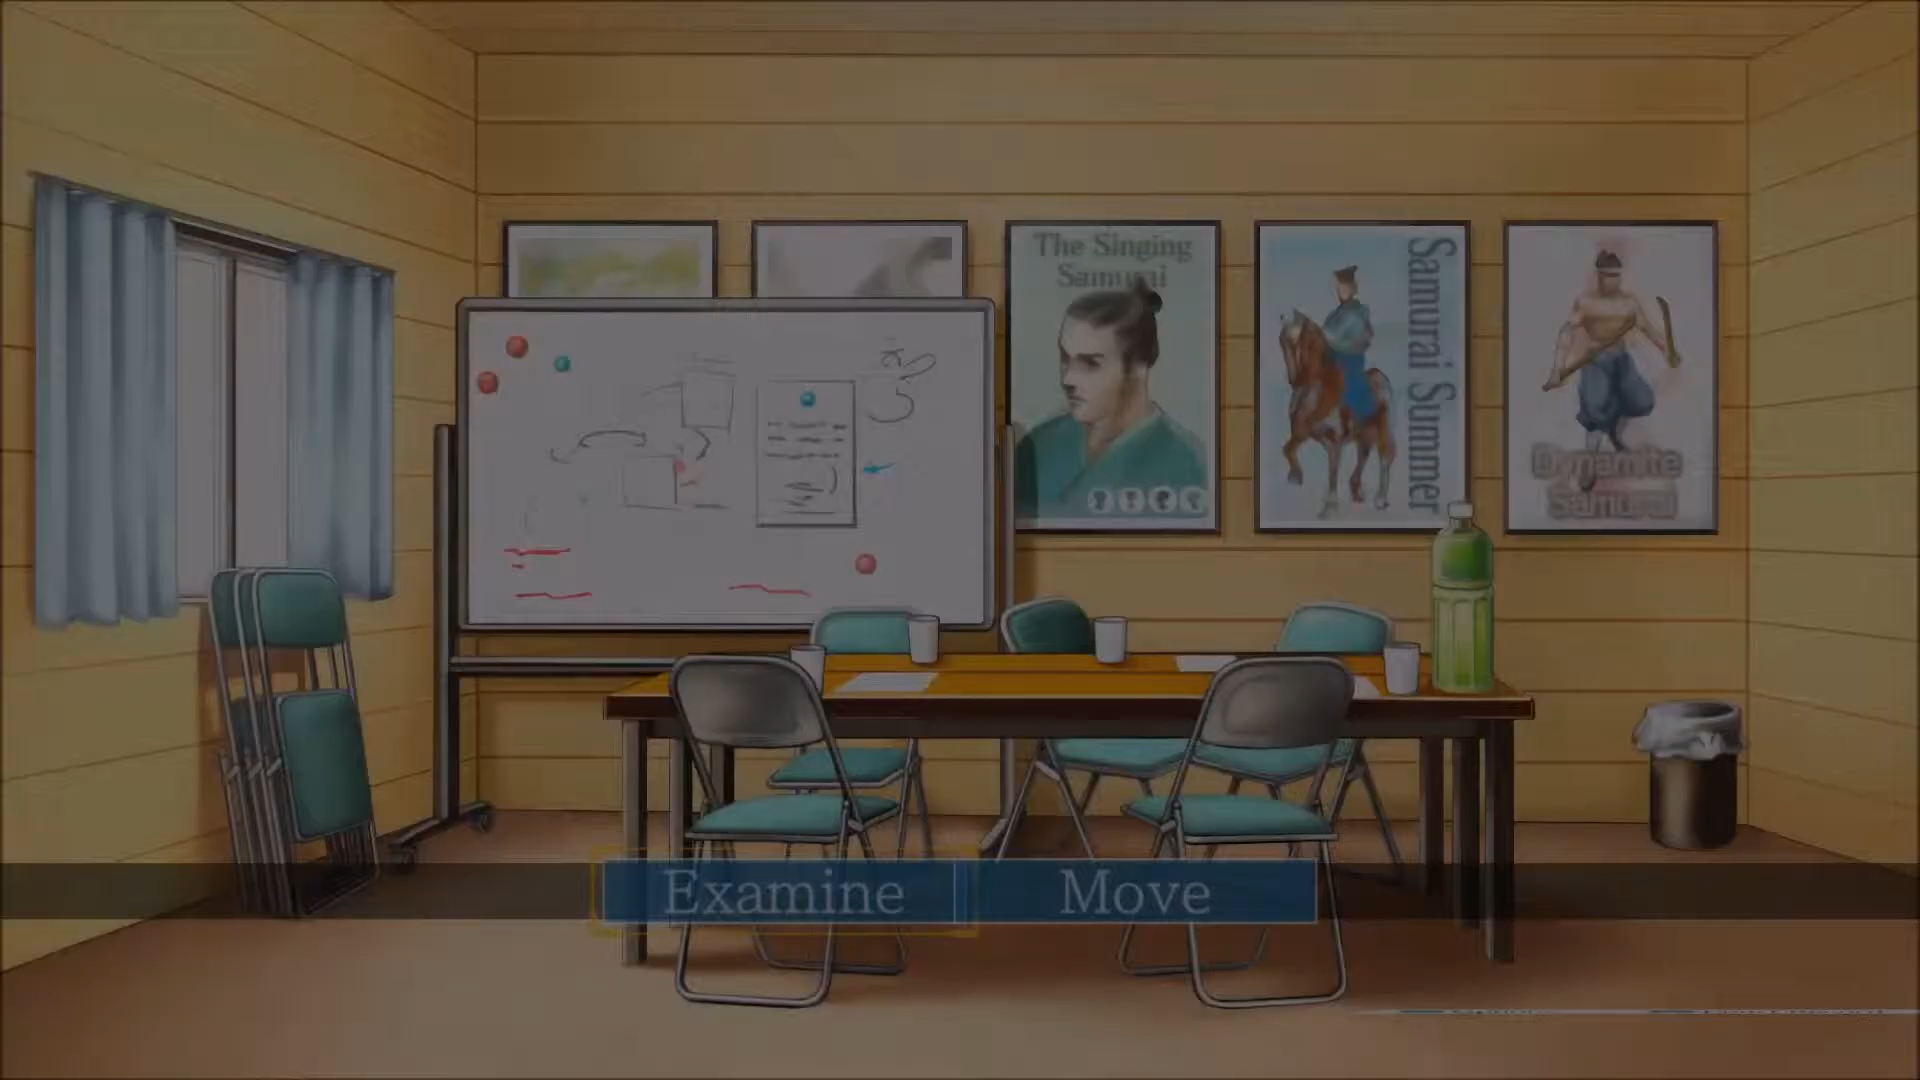 The Singing
Samurai
Samurai Summer
Dynamite
Samurai
Examine
Move